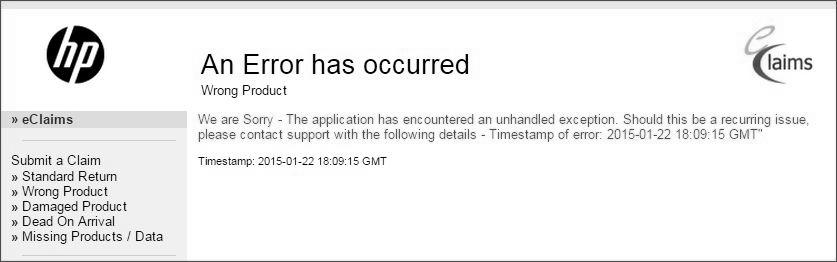 hp
An Error has occurred
Wrong Product
eClaims
» eClaims
We are Sorry - The application has encountered an unhandled exception. Should this be a recurring issue,
please contact support with the following details - Timestamp of error: 2015-01-22 18:09:15 GMT"
Timestamp: 2015-01-22 18:09:15 GMT
Submit a Claim
» Standard Return
» Wrong Product
» Damaged Product
» Dead On Arrival
» Missing Products / Data